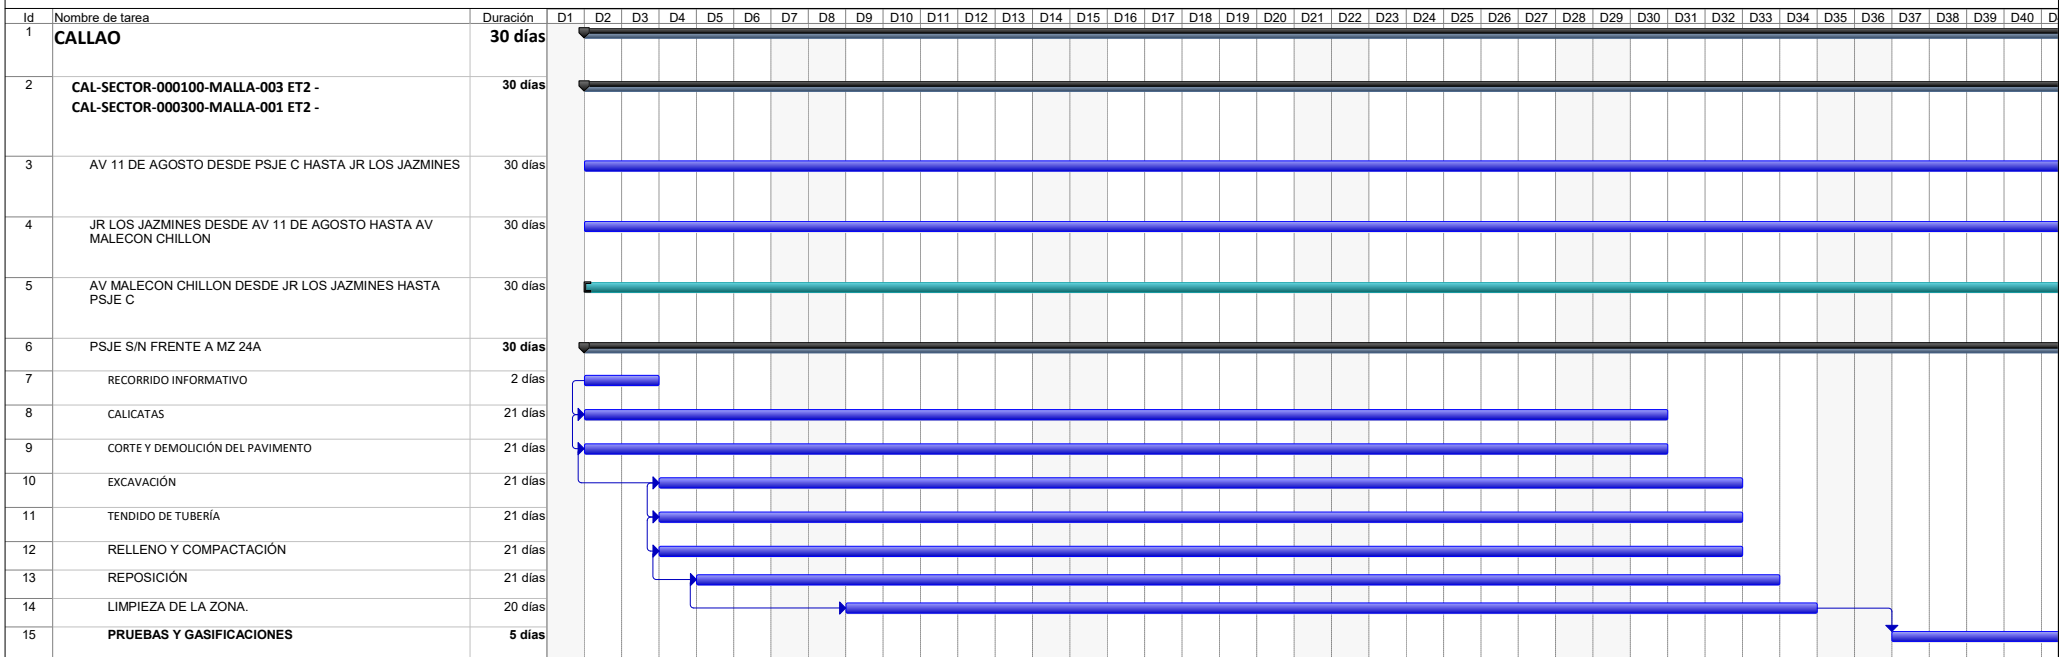 Id Nombre de tarea Duración D1 D2 D3 D4 D5 D6 D7 D8 D9 D10 D11 D12 D13 D14 D15 D16 D17 D18 D19 D20 D21 D22 D23 D24 D25 D26 D27 D28 D29 D30 D31 D32 D33 D34 D35 D36 D37 D38 D39 D40 D
1 CALLAO 30 días
2 CAL-SECTOR-000100-MALLA-003 ET2 - 30 días
CAL-SECTOR-000300-MALLA-001 ET2 -
3 AV 11 DE AGOSTO DESDE PSJE C HASTA JR LOS JAZMINES 30 días
4 JR LOS JAZMINES DESDE AV 11 DE AGOSTO HASTA AV 30 días
MALECON CHILLON
5 AV MALECON CHILLON DESDE JR LOS JAZMINES HASTA 30 días
PSJE C
6 PSJE S/N FRENTE A MZ 24A 30 días
7 RECORRIDO INFORMATIVO 2 días
8 CALICATAS 21 días
9 CORTE Y DEMOLICIÓN DEL PAVIMENTO 21 días
10 EXCAVACIÓN 21 días
11 TENDIDO DE TUBERÍA 21 días
12 RELLENO Y COMPACTACIÓN 21 días
13 REPOSICIÓN 21 días
14 LIMPIEZA DE LA ZONA. 20 días
15 PRUEBAS Y GASIFICACIONES 5 días